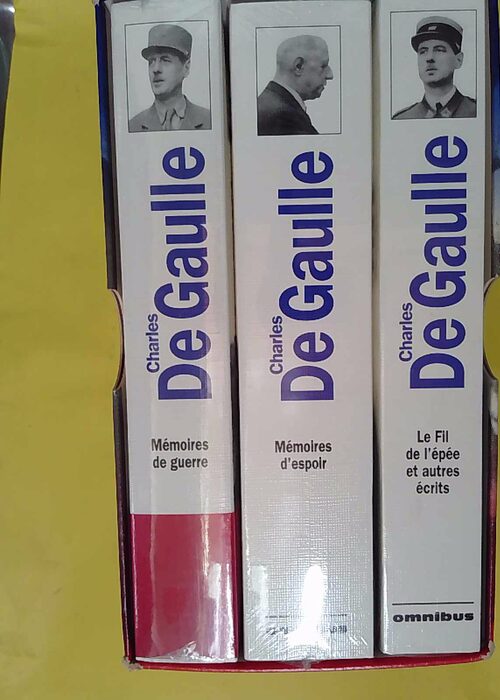 Charles
De Gaulle
Mémoires
de guerre
Charles
De Gaulle
Mémoires
d'espoir
Charles
De Gaulle
Le Fil
de l'épée
et autres
écrits
omnibus